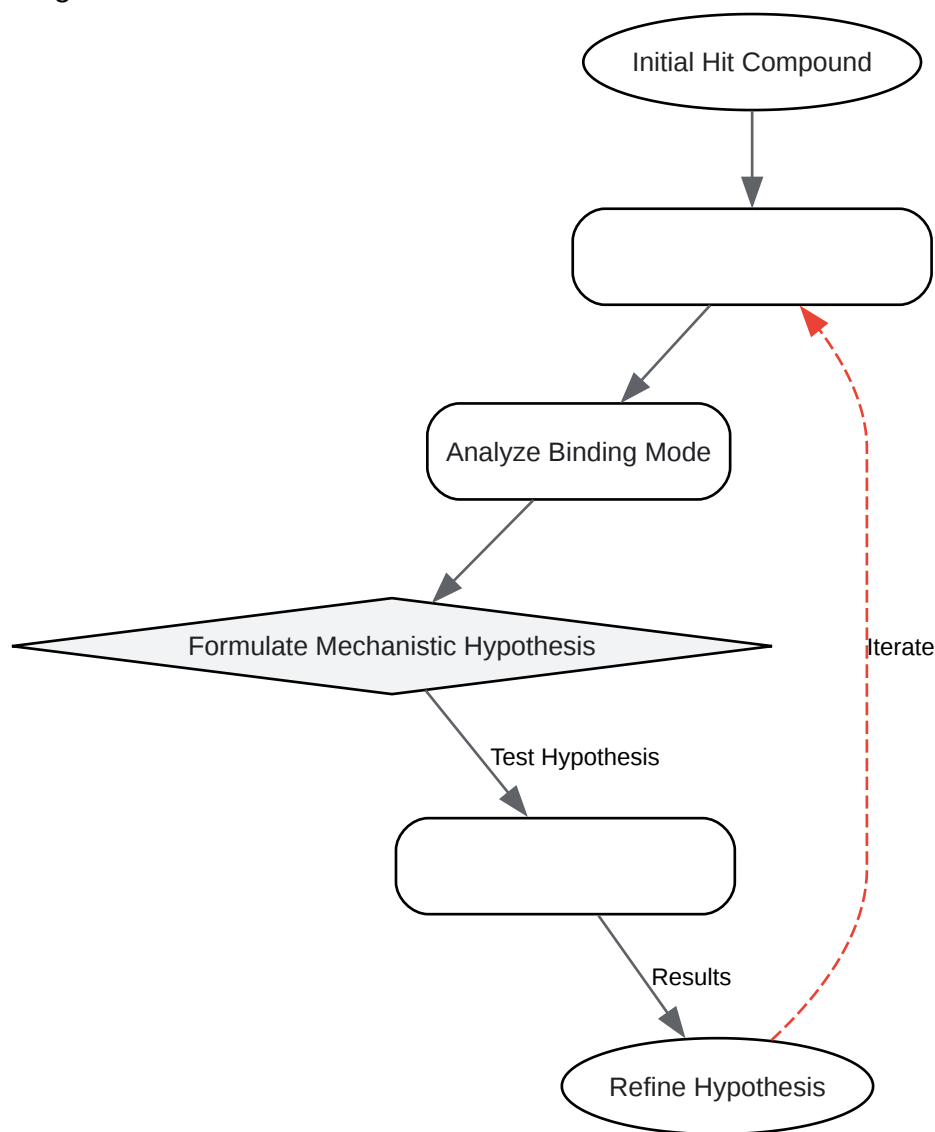 Initial Hit Compound
Analyze Binding Mode
Formulate Mechanistic Hypothesis
Iterate
Test Hypothesis
Results
Refine Hypothesis